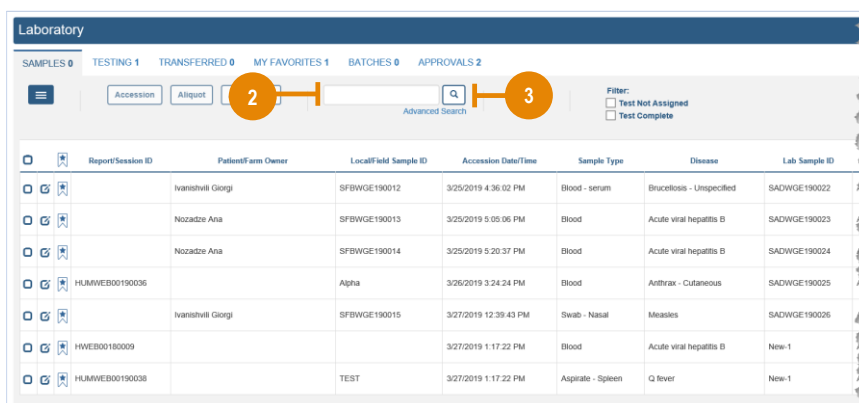 Laboratory
SAMPLES 0 TESTING 1 TRANSFERRED 0 MY FAVORITES 1 BATCHES 0 APPROVALS 2
Accession Aliquot 2 3
Advanced Search
Filter:
Test Not Assigned
Test Complete
Report/Session ID Patient/Farm Owner Local/Field Sample ID Accession Date/Time Sample Type Disease Lab Sample ID
Ivanishvili Giorgi SFBWGE190012 3/25/2019 4:36:02 PM Blood - serum Brucellosis - Unspecified SADWGE190022
Nozadze Ana SFBWGE190013 3/25/2019 5:05:06 PM Blood Acute viral hepatitis B SADWGE190023
Nozadze Ana SFBWGE190014 3/25/2019 5:20:37 PM Blood Acute viral hepatitis B SADWGE190024
HUMWEB00190036 Alpha 3/26/2019 3:24:24 PM Blood Anthrax - Cutaneous SADWGE190025
Ivanishvili Giorgi SFBWGE190015 3/27/2019 12:39:43 PM Swab - Nasal Measles SADWGE190026
HWEB00180009 3/27/2019 1:17:22 PM Blood Acute viral hepatitis B New-1
HUMWEB00190038 TEST 3/27/2019 1:17:22 PM Aspirate - Spleen Q fever New-1